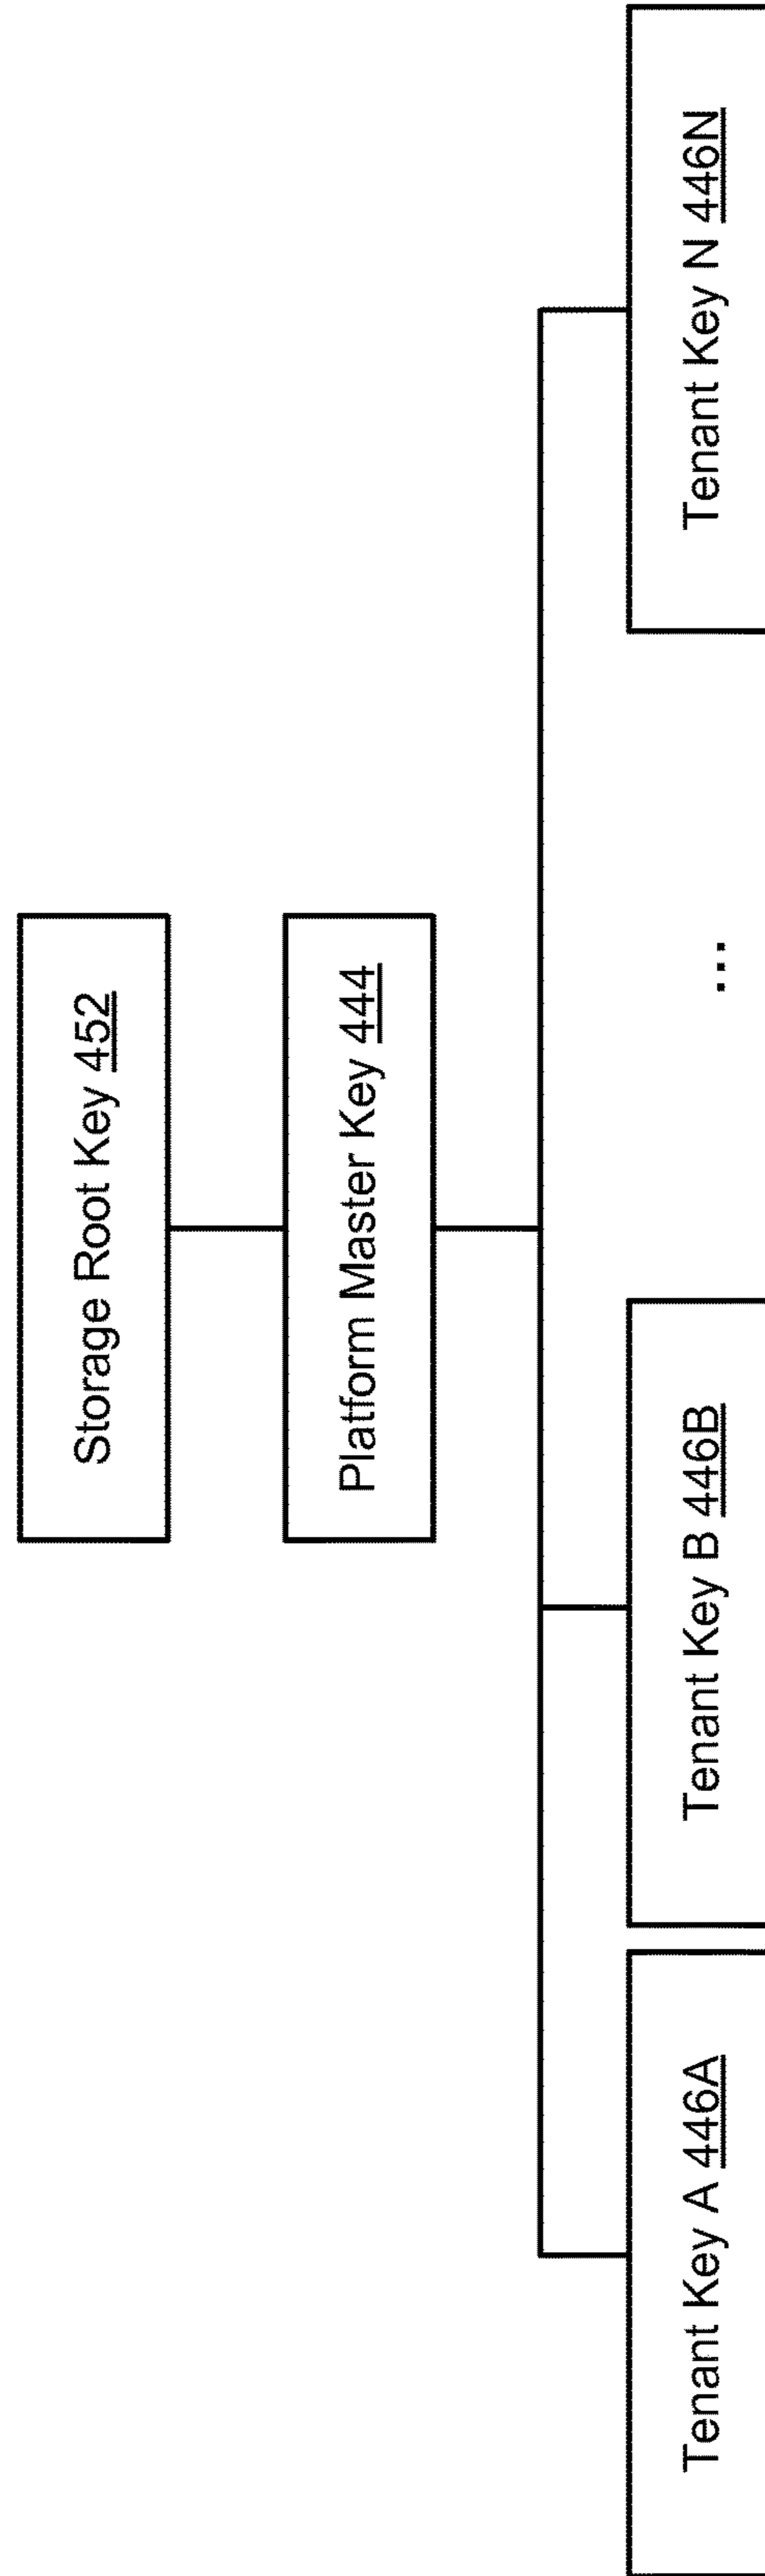 Storage Root Key 452
Platform Master Key 444
Tenant Key A 446A
Tenant Key B 446B
...
Tenant Key N 446N